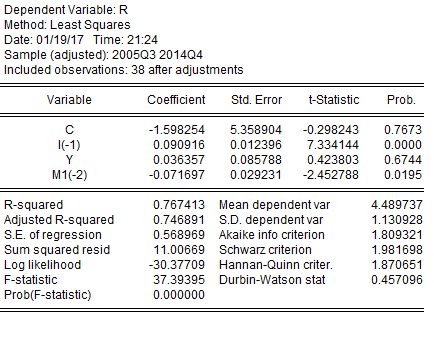 Dependent Variable: R
Method: Least Squares
Date: 01/19/17 Time: 21:24
Sample (adjusted): 2005Q3 2014Q4
Included observations: 38 after adjustments
Variable Coefficient Std. Error t-Statistic Prob.
C -1.598254 5.358904 -0.298243 0.7673
I(-1) 0.090916 0.012396 7.334144 0.0000
Y 0.036357 0.085788 0.423803 0.6744
M1(-2) -0.071697 0.029231 -2.452788 0.0195
R-squared 0.767413 Mean dependent var 4.489737
Adjusted R-squared 0.746891 S.D. dependent var 1.130928
S.E. of regression 0.568969 Akaike info criterion 1.809321
Sum squared resid 11.00669 Schwarz criterion 1.981698
Log likelihood -30.37709 Hannan-Quinn criter. 1.870651
F-statistic 37.39395 Durbin-Watson stat 0.457096
Prob(F-statistic) 0.000000